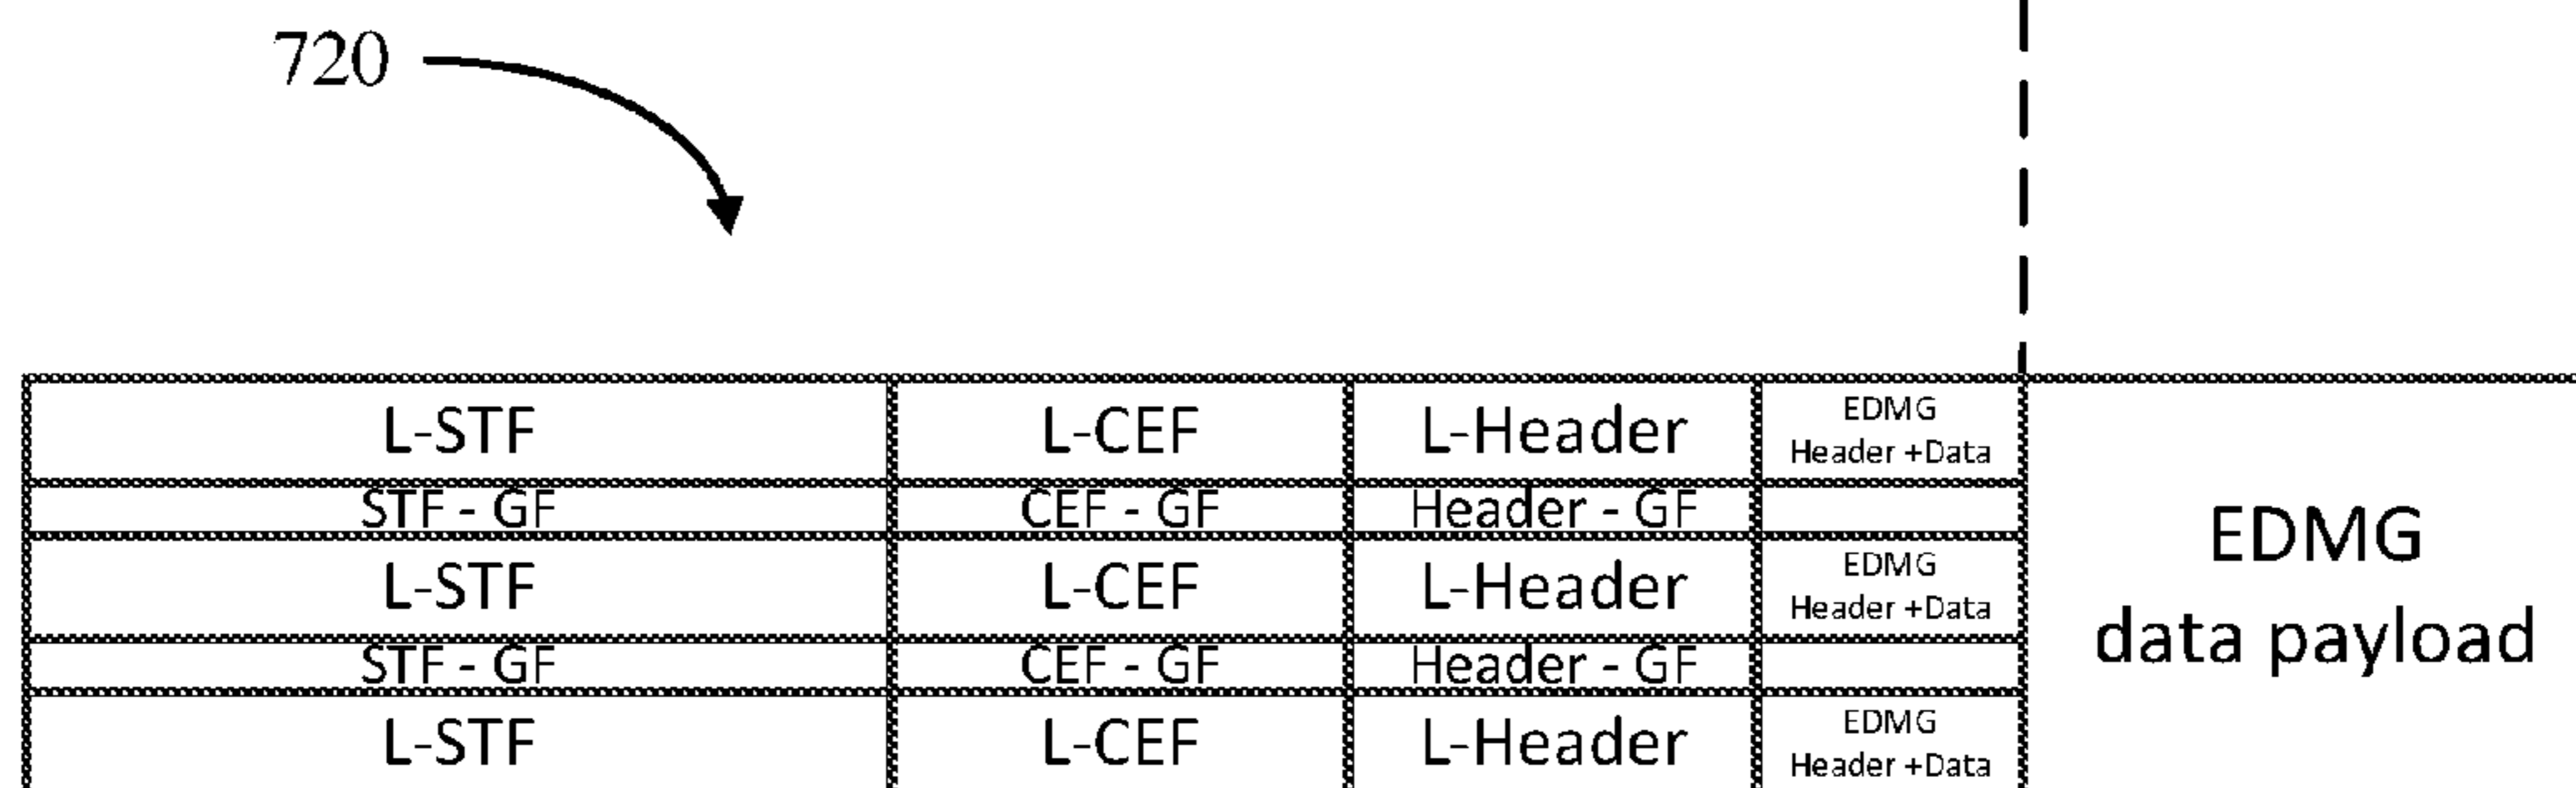 720
L-STF L-CEF L-Header EDMG
Header +Data
STF - GF CEF - GF Header - GF
L-STF L-CEF L-Header EDMG
Header +Data
STF - GF CEF - GF Header - GF
L-STF L-CEF L-Header EDMG
Header +Data
EDMG
data payload